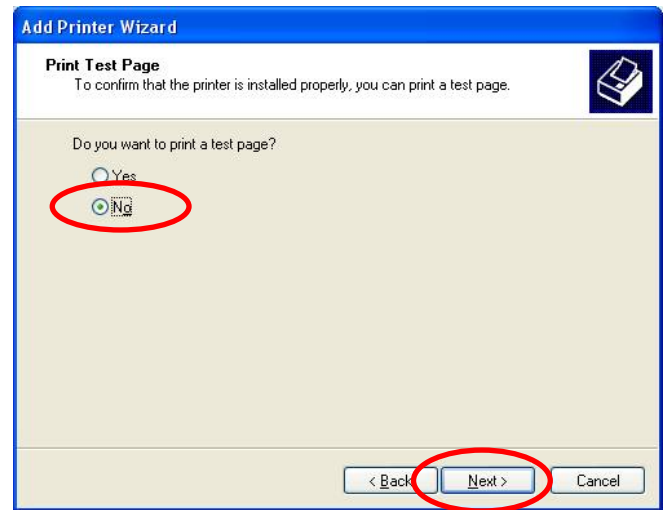 Add Printer Wizard
Print Test Page
To confirm that the printer is installed properly, you can print a test page.
Do you want to print a test page?
Yes
No
< Back
Next >
Cancel